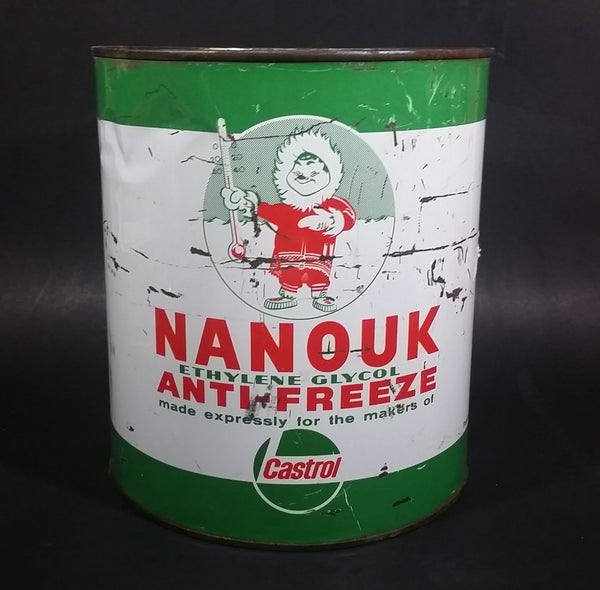 NANOUK
ETHYLENE GLYCOL
ANTI-FREEZE
made expressly for the makers of
Castrol